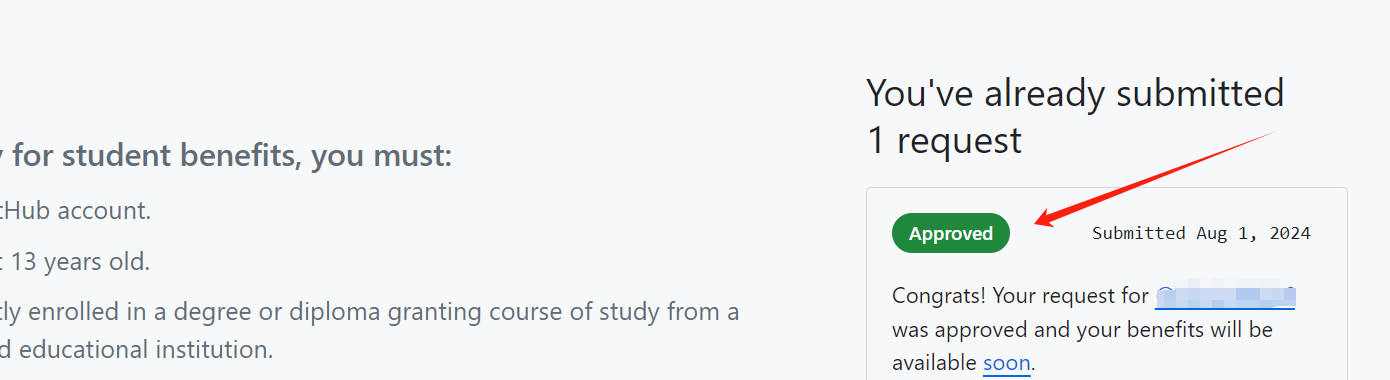 for student benefits, you must:
tHub account.
13 years old.
tly enrolled in a degree or diploma granting course of study from a
d educational institution.
You've already submitted
1 request
Approved
Submitted Aug 1, 2024
Congrats! Your request for
was approved and your benefits will be
available soon.